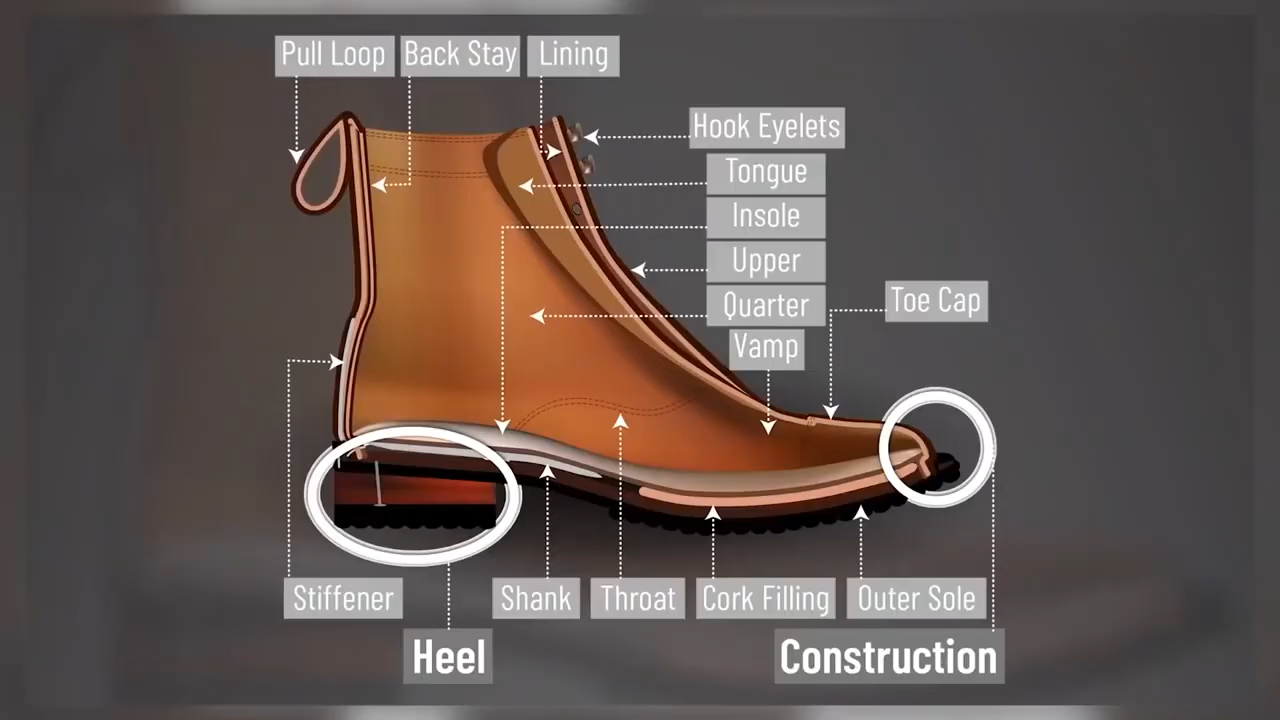 Pull Loop
Back Stay
Lining
Hook Eyelets
Tongue
Insole
Upper
Quarter
Vamp
Toe Cap
Stiffener
Shank
Throat
Cork Filling
Outer Sole
Heel
Construction